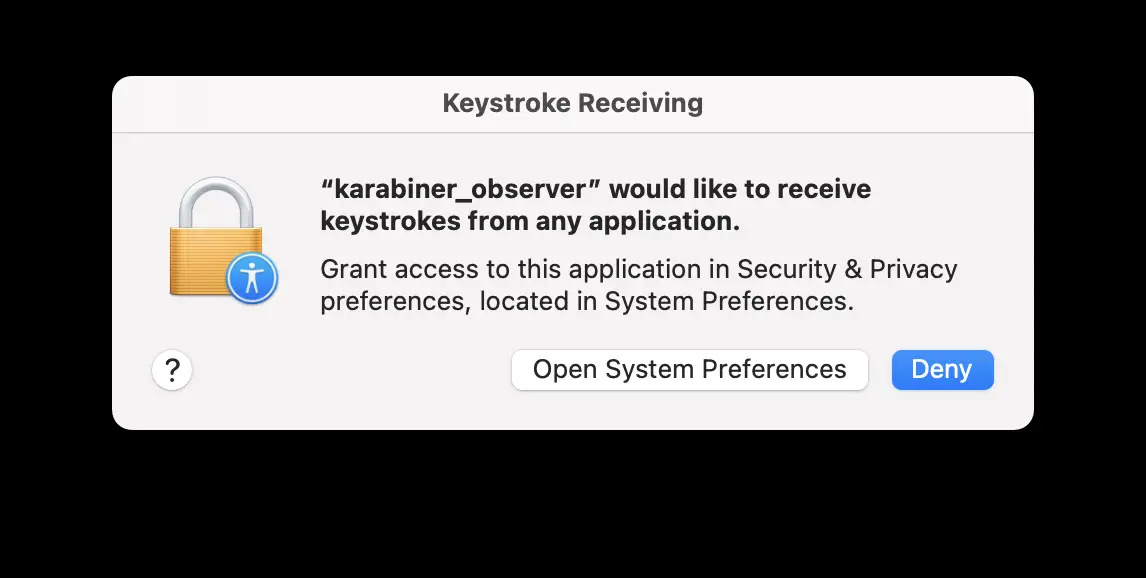 Keystroke Receiving
“karabiner_observer” would like to receive
keystrokes from any application.
Grant access to this application in Security & Privacy
preferences, located in System Preferences.
?
Open System Preferences
Deny